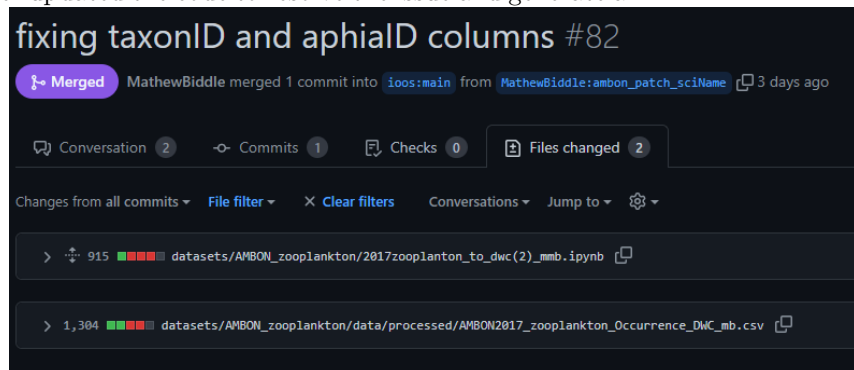 fixing taxonID and aphiaID columns #82
Merged MathewBiddle merged 1 commit into ioos:main from MathewBiddle:ambon_patch_sciName 3 days ago
Conversation 2 Commits 1 Checks 0 Files changed 2
Changes from all commits File filter Clear filters Conversations Jump to
915 datasets/AMBON_zooplankton/2017zooplanton_to_dwc(2)_mmb.ipynb
1,304 datasets/AMBON_zooplankton/data/processed/AMBON2017_zooplankton_Occurrence_DWC_mb.csv